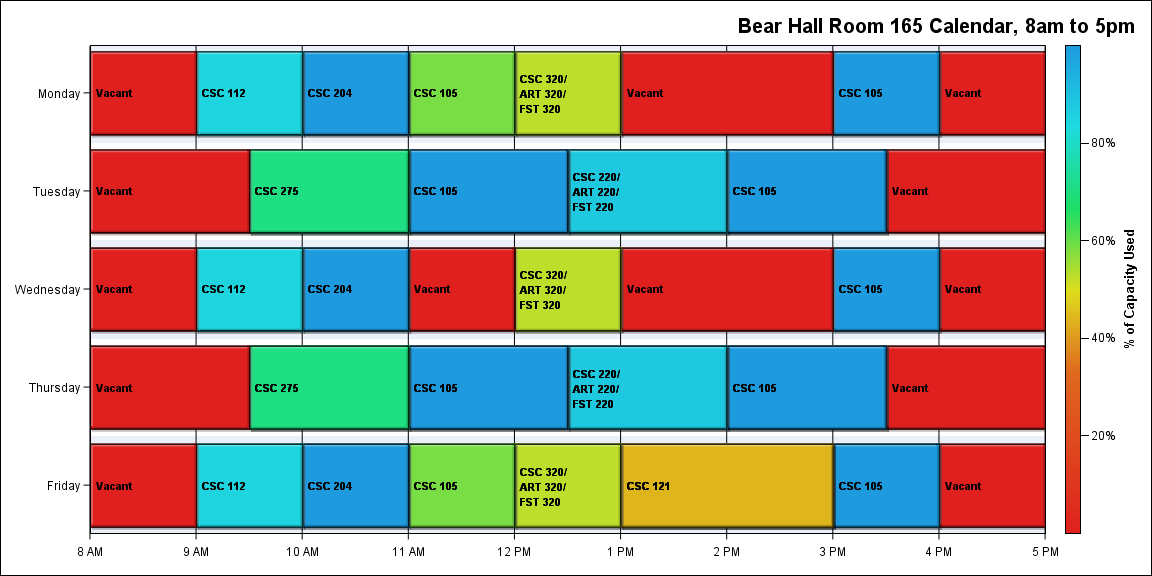 Bear Hall Room 165 Calendar, 8am to 5pm
Monday
Vacant
CSC 112
CSC 204
CSC 105
CSC 320/
ART 320/
FST 320
Vacant
CSC 105
Vacant
Tuesday
Vacant
CSC 275
CSC 105
CSC 220/
ART 220/
FST 220
CSC 105
Vacant
Wednesday
Vacant
CSC 112
CSC 204
Vacant
CSC 320/
ART 320/
FST 320
Vacant
CSC 105
Vacant
Thursday
Vacant
CSC 275
CSC 105
CSC 220/
ART 220/
FST 220
CSC 105
Vacant
Friday
Vacant
CSC 112
CSC 204
CSC 105
CSC 320/
ART 320/
FST 320
CSC 121
CSC 105
Vacant
8 AM
9 AM
10 AM
11 AM
12 PM
1 PM
2 PM
3 PM
4 PM
5 PM
80%
60%
40%
20%
% of Capacity Used